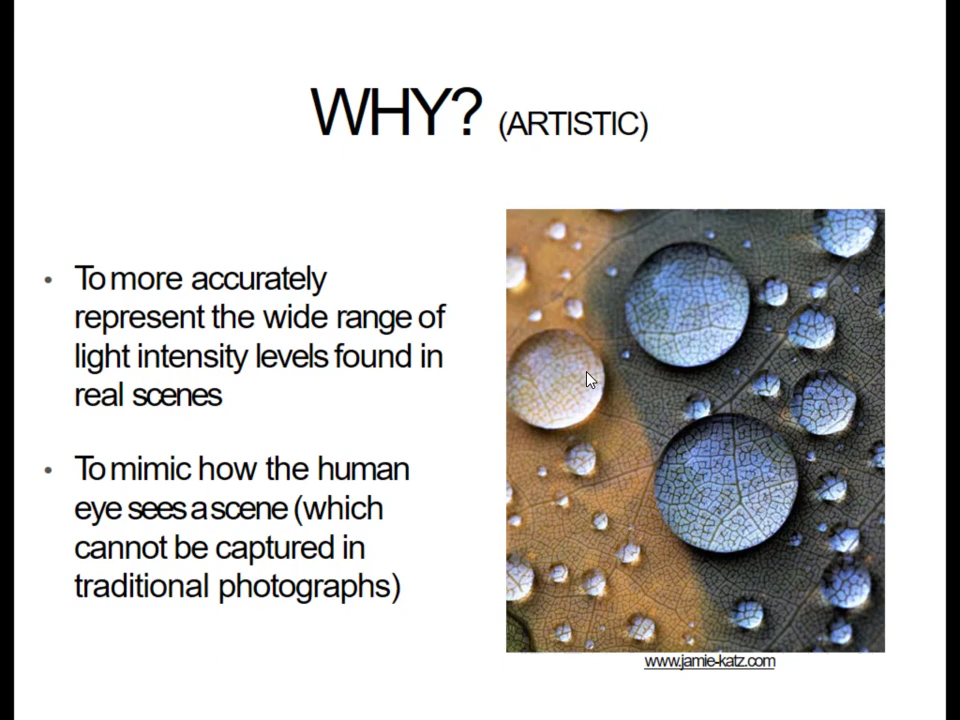 WHY? (ARTISTIC)
• To more accurately
represent the wide range of
light intensity levels found in
real scenes
• To mimic how the human
eye sees a scene (which
cannot be captured in
traditional photographs)
www.jamie-katz.com